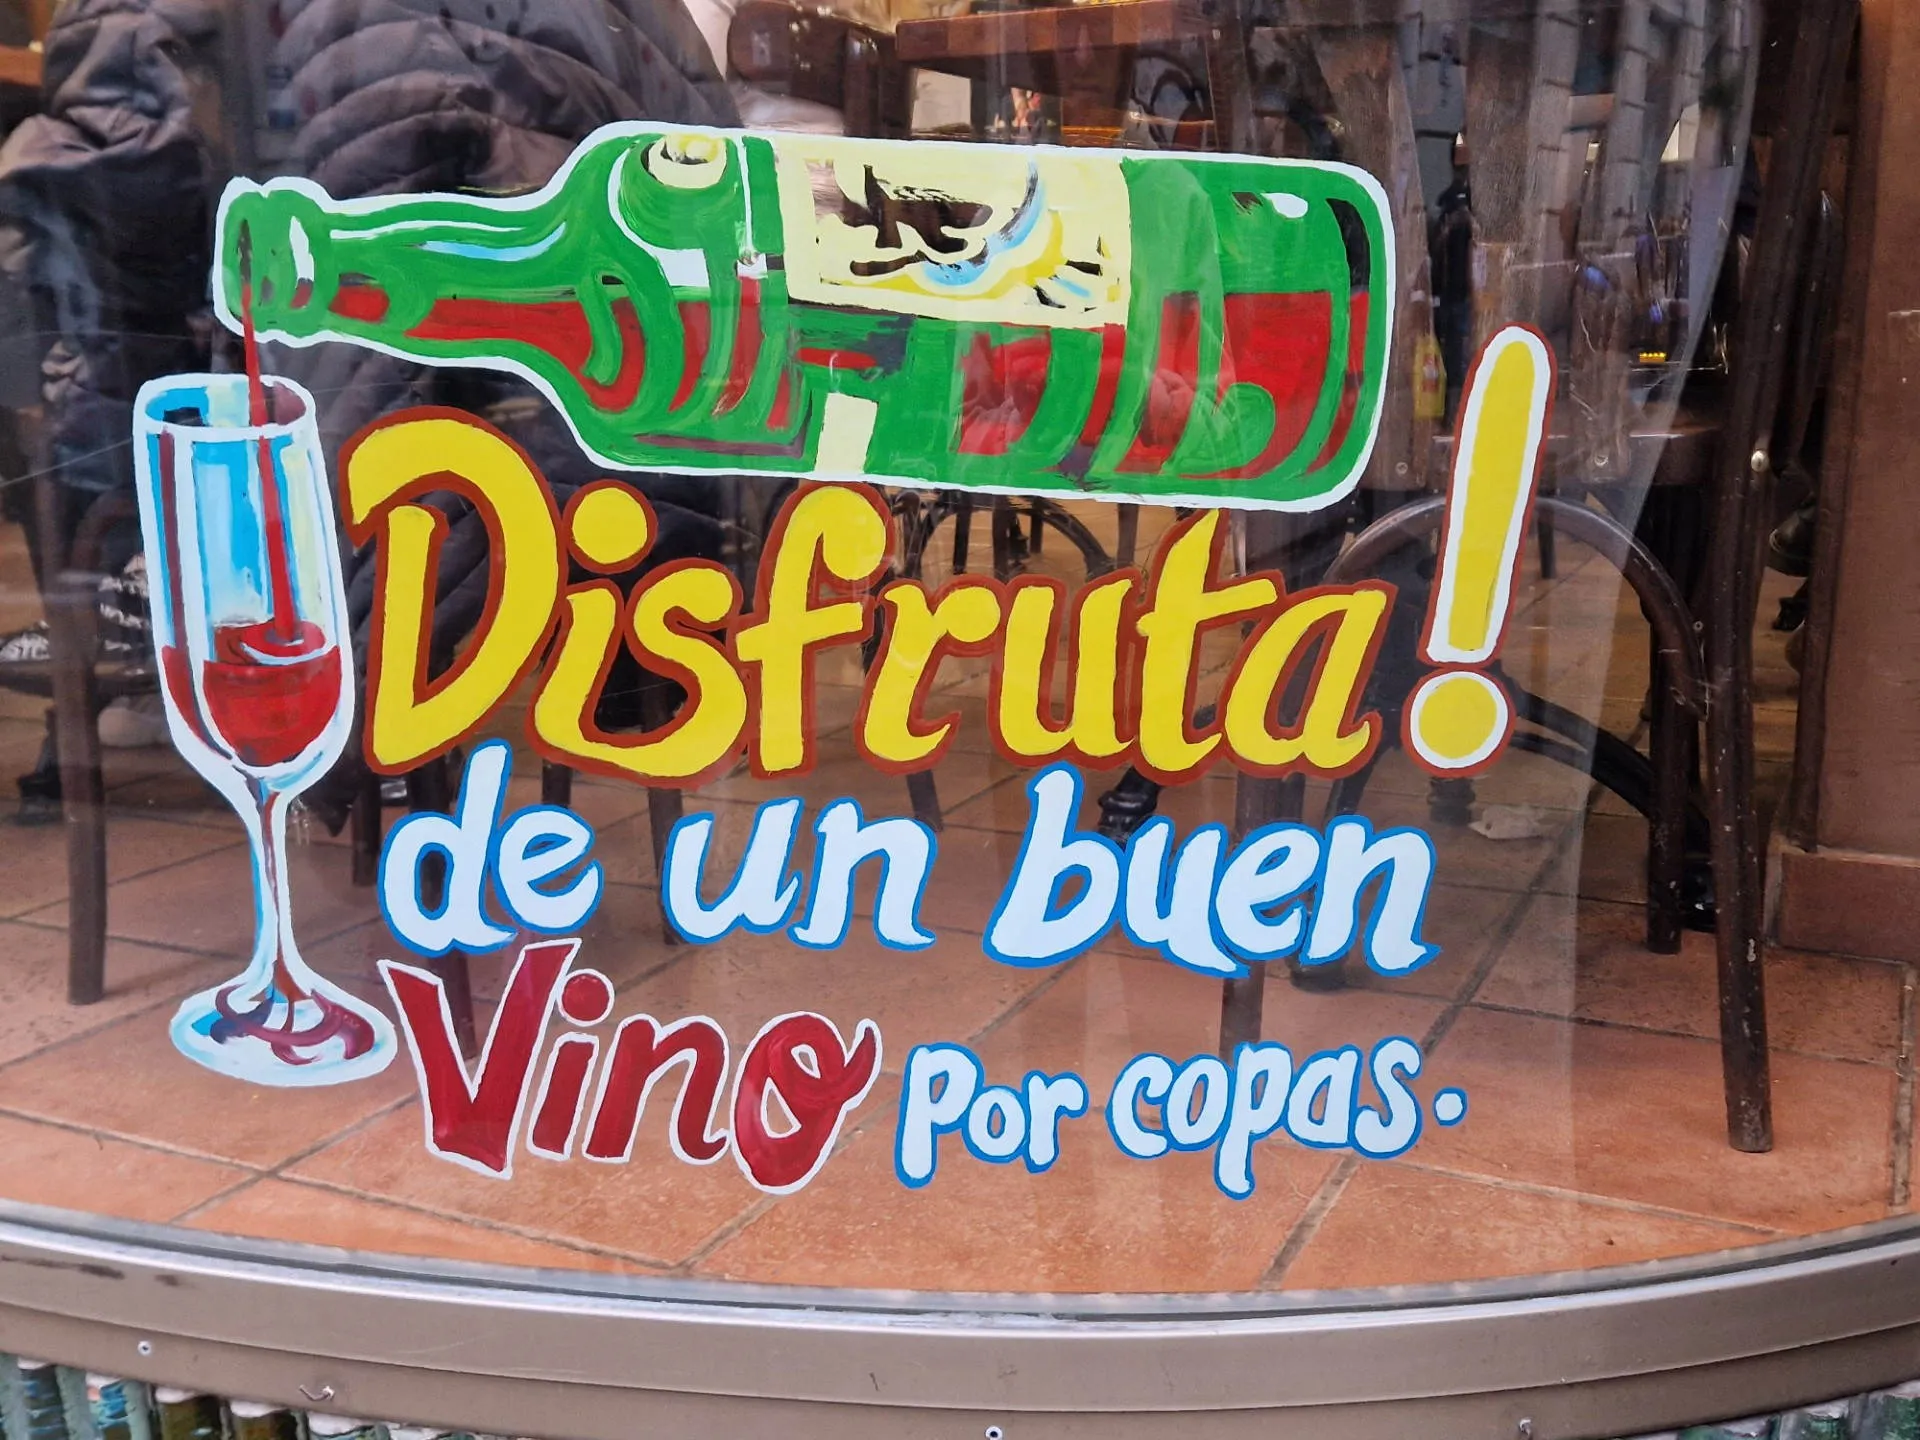 Disfruta!
de un buen
Vino Por copas.